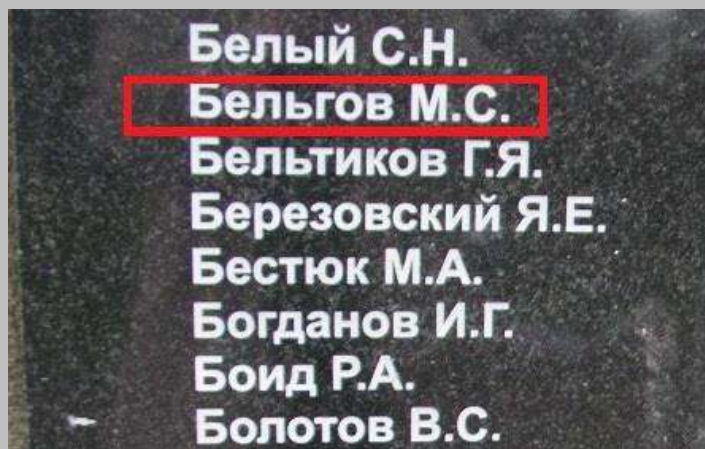 Белый С.Н.
Бельгов М.С.
Бельтиков Г.Я.
Березовский Я.Е.
Бестюк М.А.
Богданов И.Г.
Боид Р.А.
Болотов В.С.